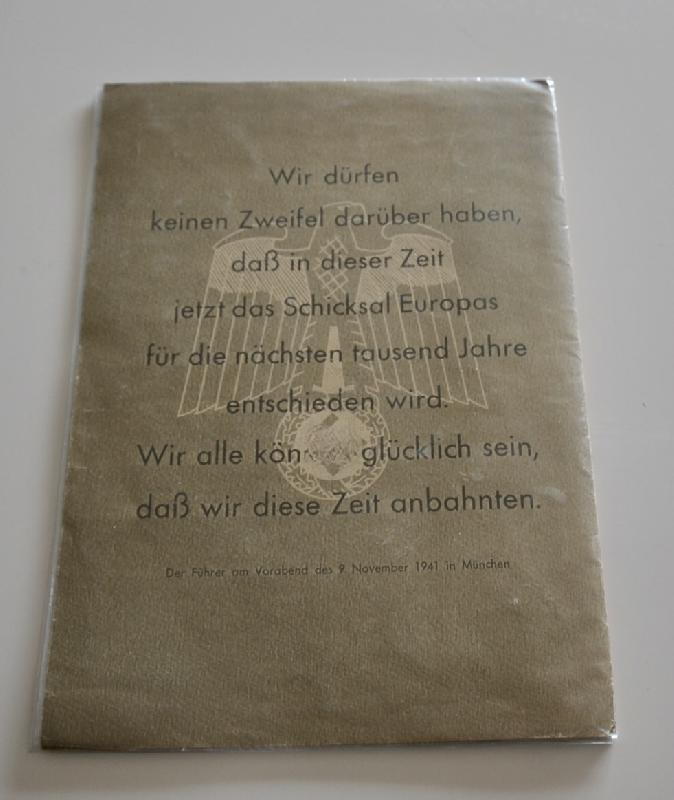 Wir dürfen
keinen Zweifel darüber haben,
daß in dieser Zeit
jetzt das Schicksal Europas
für die nächsten tausend Jahre
entschieden wird.
Wir alle kön glücklich sein,
daß wir diese Zeit anbahnten.
Der Führer am Vorabend des 9. November 1941 in München